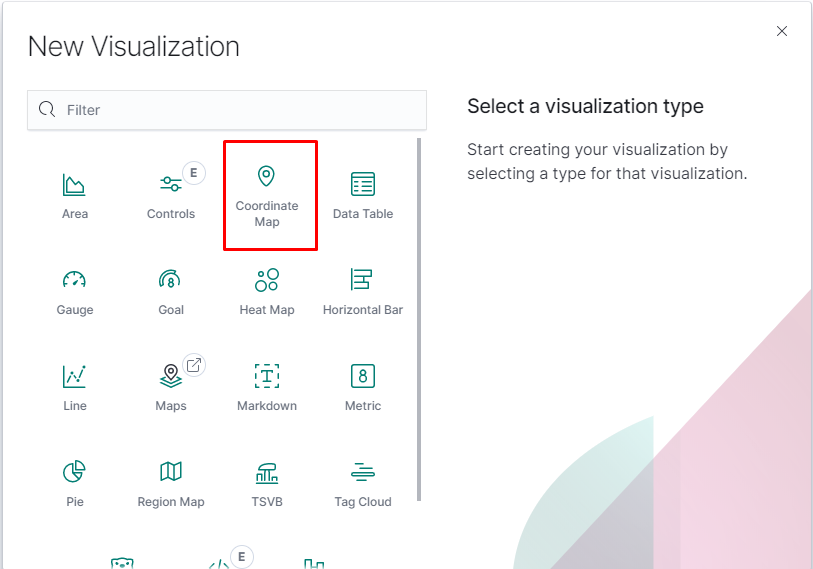 New Visualization
Filter
Select a visualization type
Start creating your visualization by
selecting a type for that visualization.
E
Area
Controls
Coordinate
Map
Data Table
8
Gauge
Goal
Heat Map
Horizontal Bar
T
8
Line
Maps
Markdown
Metric
Pie
Region Map
TSVB
Tag Cloud
E